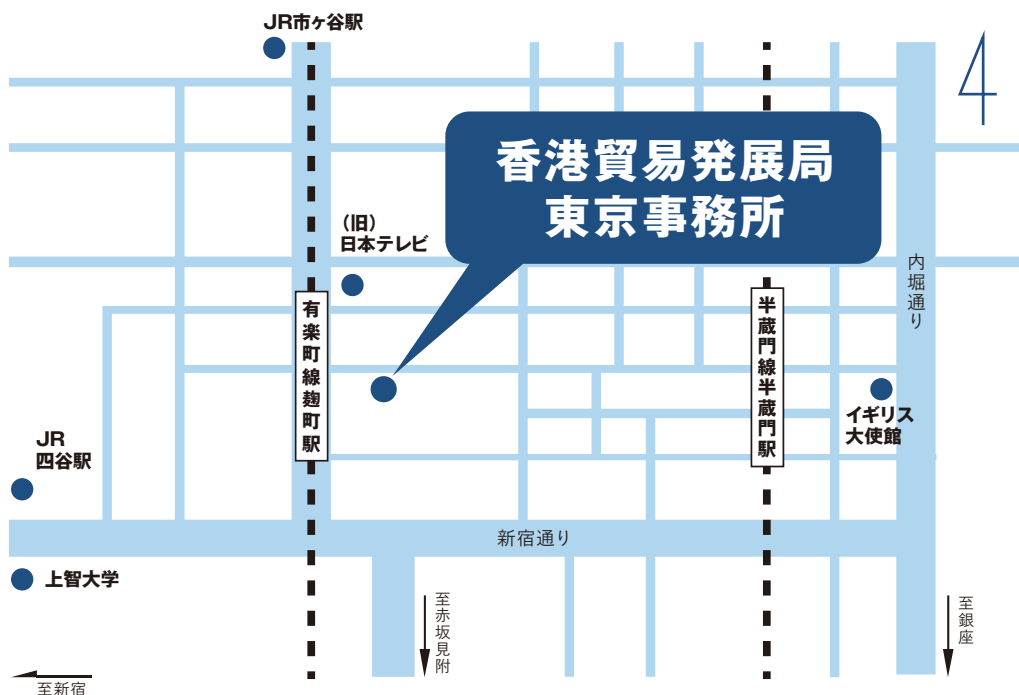 JR市ヶ谷駅
香港貿易発展局
東京事務所
(旧)
日本テレビ
内堀通り
有楽町線麹町駅
半蔵門線半蔵門駅
イギリス
大使館
JR
四谷駅
新宿通り
上智大学
至赤坂見附
至銀座
至新宿